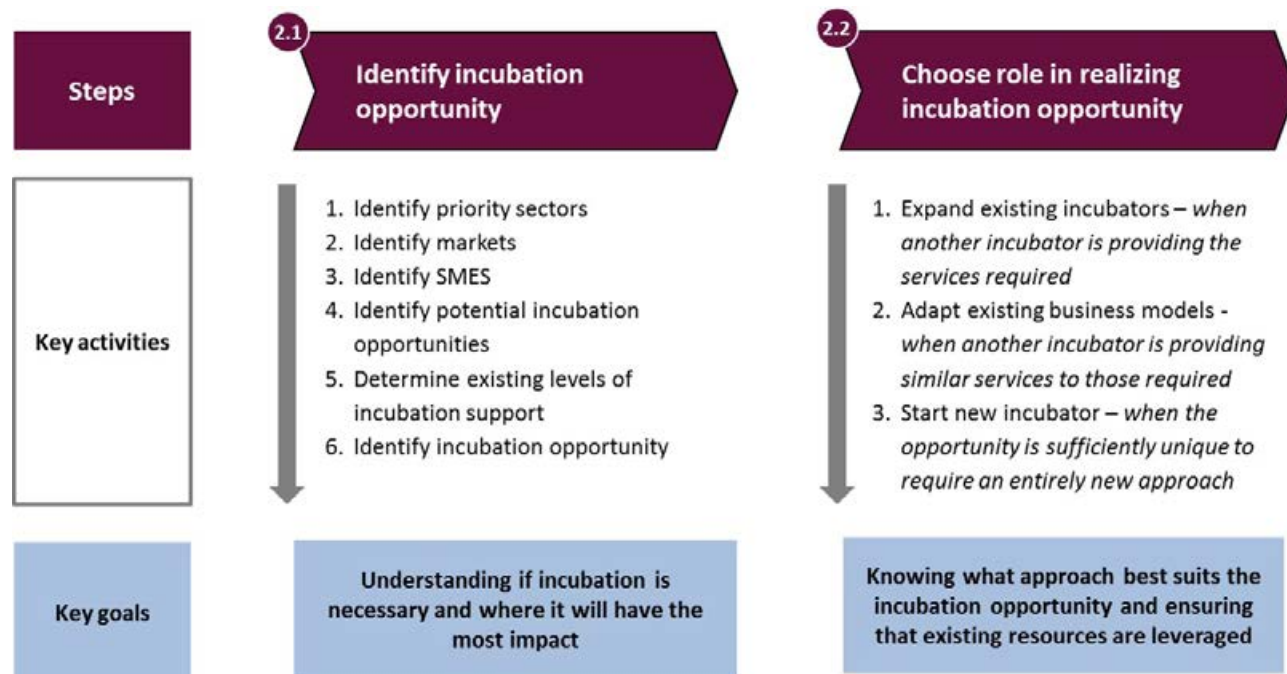 Steps
2.1
Identify incubation
opportunity
2.2
Choose role in realizing
incubation opportunity
Key activities
1. Identify priority sectors
2. Identify markets
3. Identify SMES
4. Identify potential incubation
opportunities
5. Determine existing levels of
incubation support
6. Identify incubation opportunity
1. Expand existing incubators – when
another incubator is providing the
services required
2. Adapt existing business models -
when another incubator is providing
similar services to those required
3. Start new incubator – when the
opportunity is sufficiently unique to
require an entirely new approach
Key goals
Understanding if incubation is
necessary and where it will have the
most impact
Knowing what approach best suits the
incubation opportunity and ensuring
that existing resources are leveraged